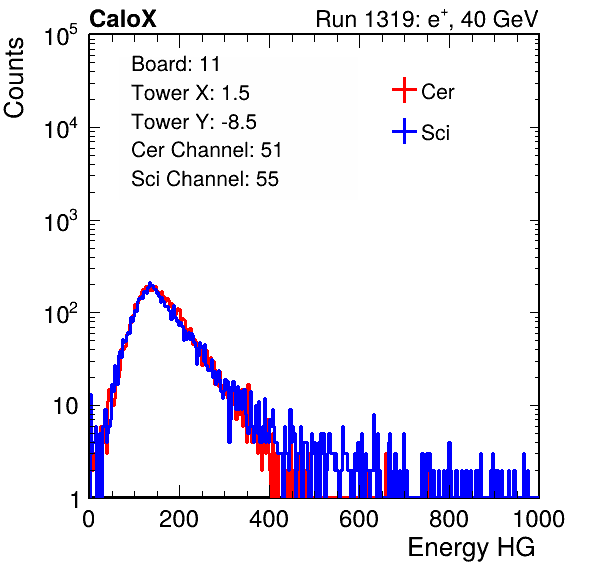 CaloX Run 1319: e⁺, 40 GeV
Board: 11
Tower X: 1.5
Tower Y: -8.5
Cer Channel: 51
Sci Channel: 55
Cer
Sci
Counts
10⁵
10⁴
10³
10²
10
1
0 200 400 600 800 1000
Energy HG